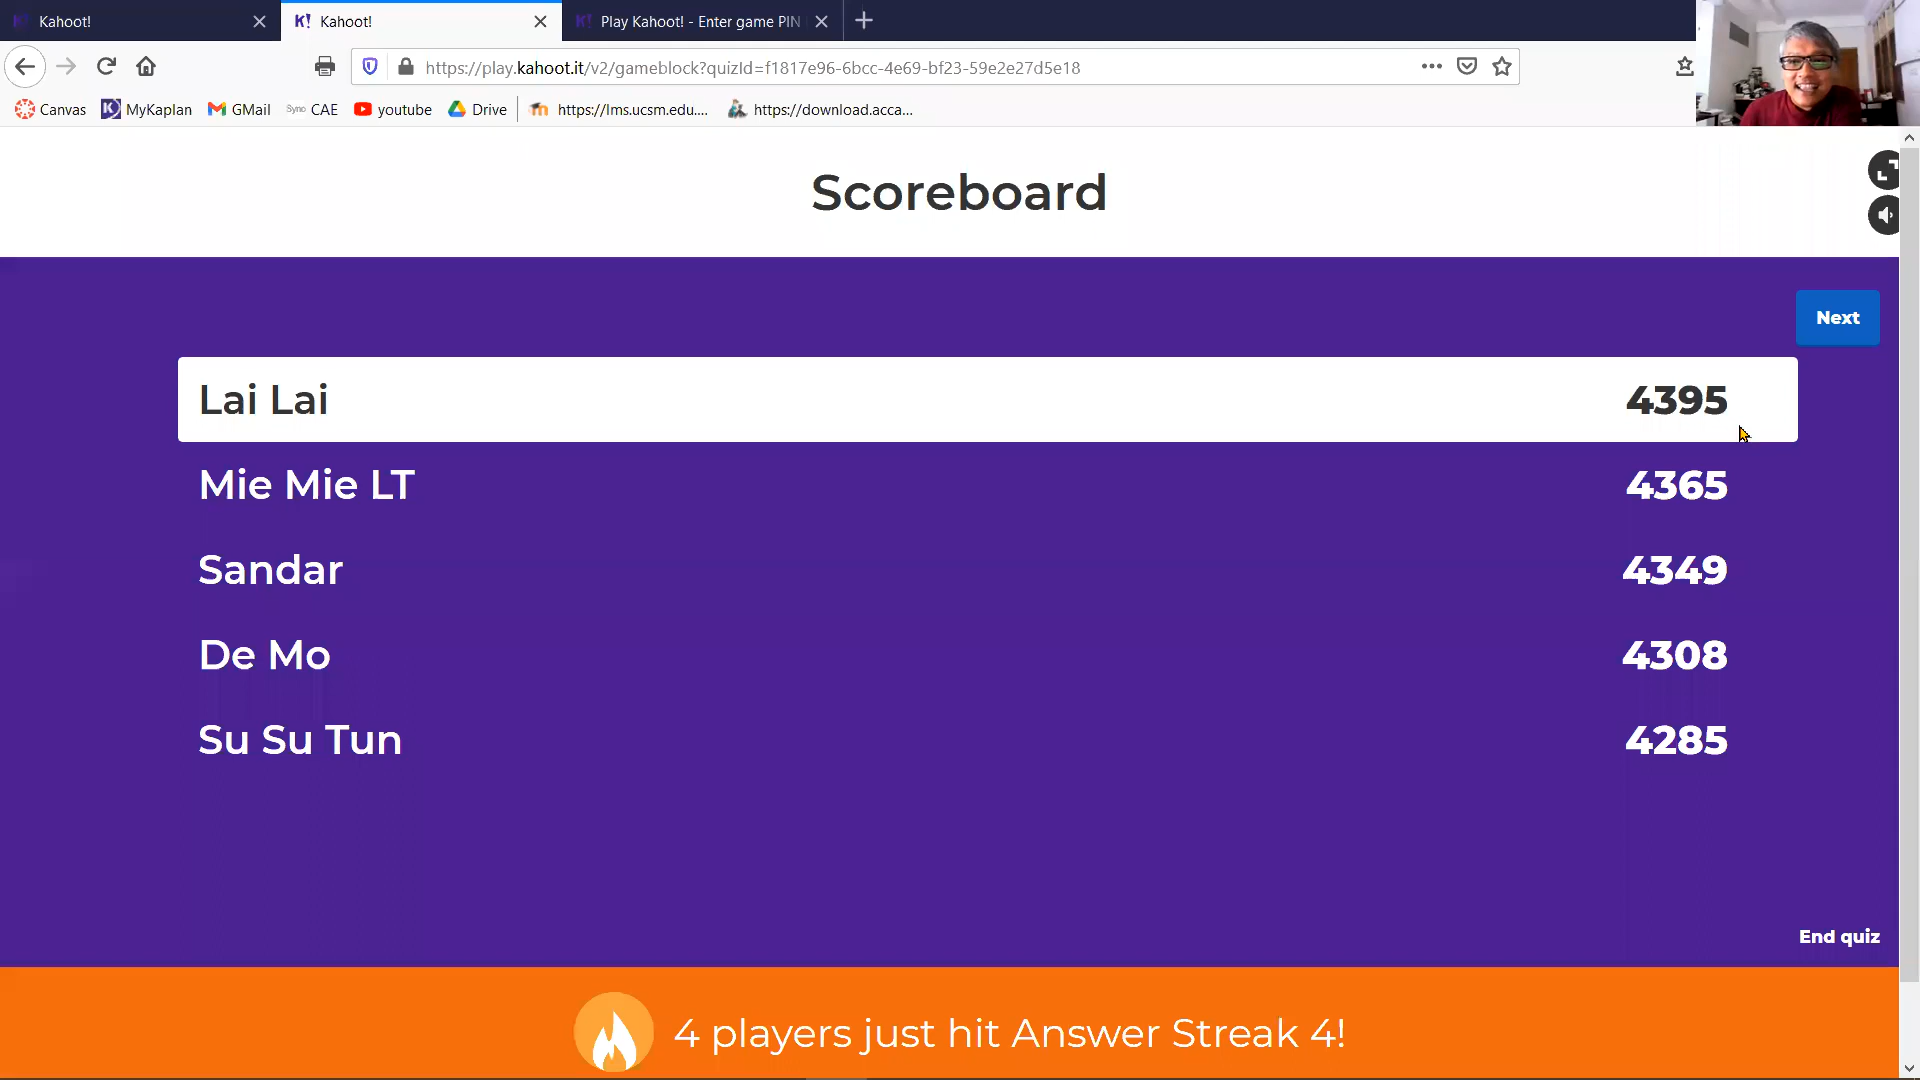 Kahoot!
K! Kahoot!
Play Kahoot! - Enter game PIN
https://play.kahoot.it/v2/gameblock?quizId=f1817e96-6bcc-4e69-bf23-59e2e27d5e18
Canvas MyKaplan GMail Sync CAE youtube Drive https://lms.ucsm.edu.... https://download.acca...
Scoreboard
Next
Lai Lai 4395
Mie Mie LT 4365
Sandar 4349
De Mo 4308
Su Su Tun 4285
End quiz
4 players just hit Answer Streak 4!